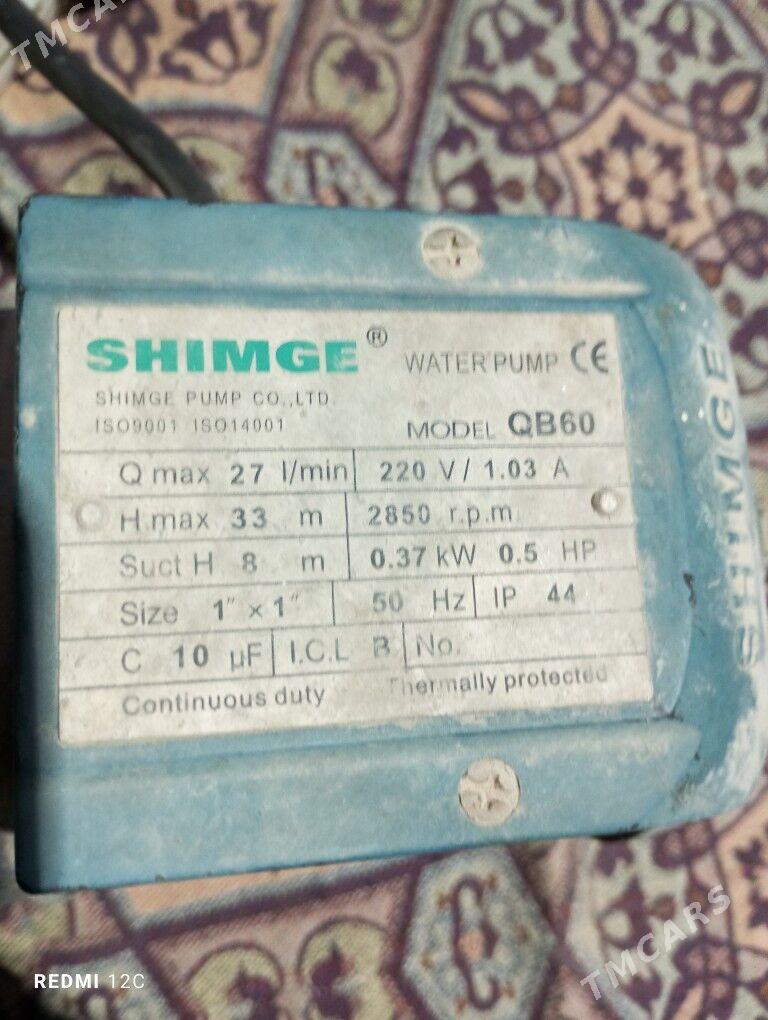 TMCARS
SHIMGE® WATER PUMP CE
SHIMGE PUMP CO.,LTD.
ISO9001 ISO14001
MODEL QB60
Q max 27 l/min 220 V/ 1.03 A
H max 33 m 2850 r.p.m
Suct H 8 m 0.37 kW 0.5 HP
Size 1" x 1" 50 Hz IP 44
C 10 µF I.C.L B No.
Continuous duty Thermally protected
SHIMGE
TMCARS
REDMI 12C